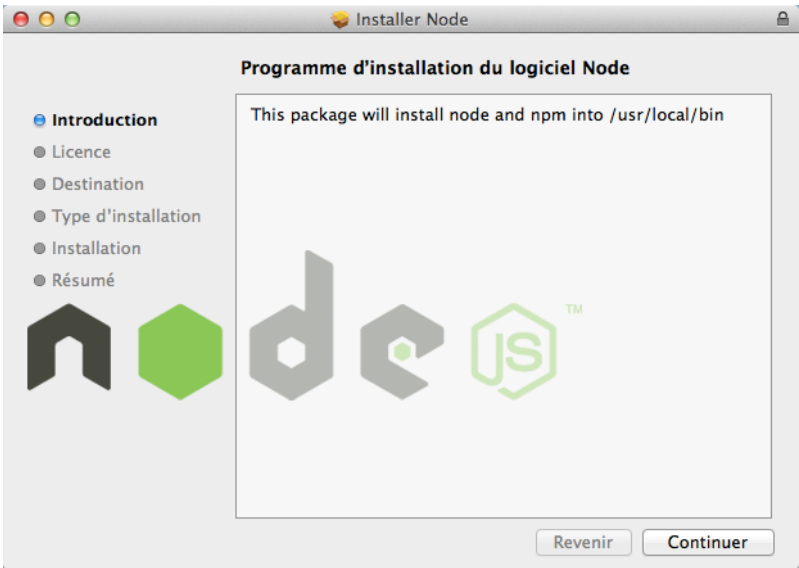 Installer Node
Programme d'installation du logiciel Node
Introduction
Licence
Destination
Type d'installation
Installation
Résumé
This package will install node and npm into /usr/local/bin
node
JS
TM
Revenir
Continuer